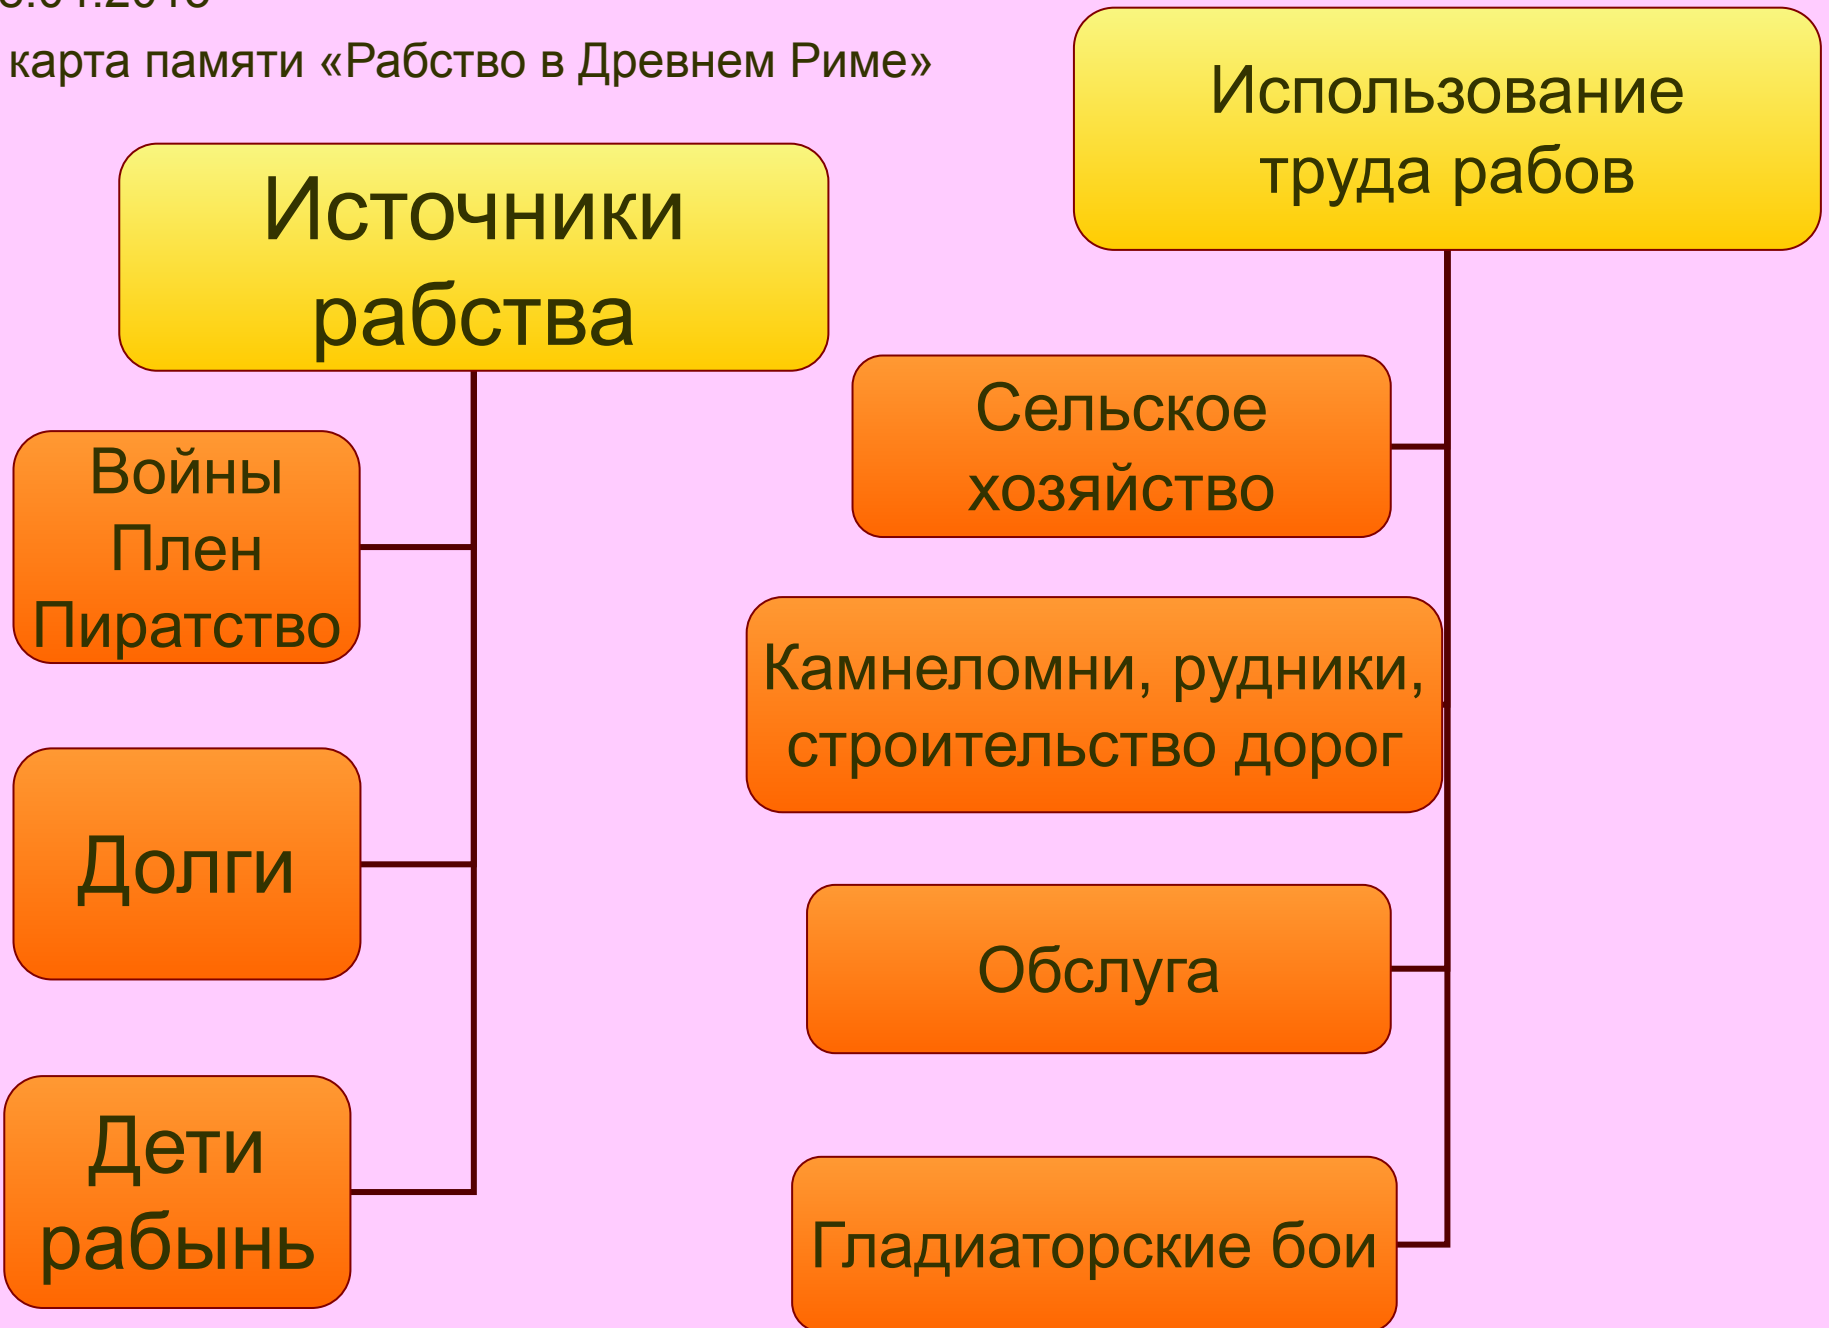 карта памяти «Рабство в Древнем Риме»
Источники
рабства
Войны
Плен
Пиратство
Долги
Дети
рабынь
Использование
труда рабов
Сельское
хозяйство
Камнеломни, рудники,
строительство дорог
Обслуга
Гладиаторские бои